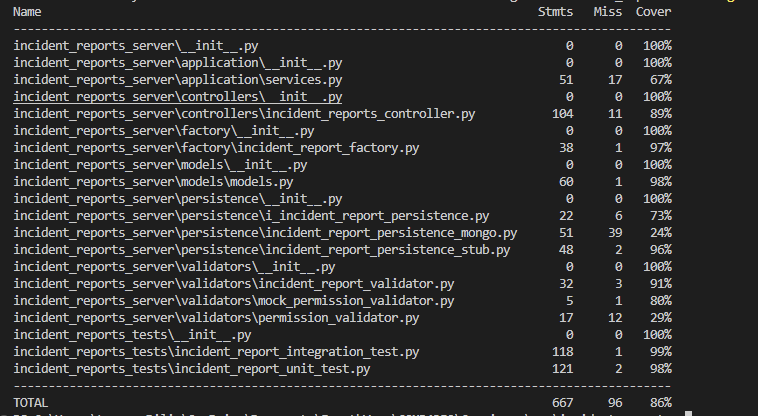 Name Stmts Miss Cover
--------------------------------------------------------------------------------
incident_reports_server\__init__.py 0 0 100%
incident_reports_server\application\__init__.py 0 0 100%
incident_reports_server\application\services.py 51 17 67%
incident_reports_server\controllers\__init__.py 0 0 100%
incident_reports_server\controllers\incident_reports_controller.py 104 11 89%
incident_reports_server\factory\__init__.py 0 0 100%
incident_reports_server\factory\incident_report_factory.py 38 1 97%
incident_reports_server\models\__init__.py 0 0 100%
incident_reports_server\models\models.py 60 1 98%
incident_reports_server\persistence\__init__.py 0 0 100%
incident_reports_server\persistence\i_incident_report_persistence.py 22 6 73%
incident_reports_server\persistence\incident_report_persistence_mongo.py 51 39 24%
incident_reports_server\persistence\incident_report_persistence_stub.py 48 2 96%
incident_reports_server\validators\__init__.py 0 0 100%
incident_reports_server\validators\incident_report_validator.py 32 3 91%
incident_reports_server\validators\mock_permission_validator.py 5 1 80%
incident_reports_server\validators\permission_validator.py 17 12 29%
incident_reports_tests\__init__.py 0 0 100%
incident_reports_tests\incident_report_integration_test.py 118 1 99%
incident_reports_tests\incident_report_unit_test.py 121 2 98%
--------------------------------------------------------------------------------
TOTAL 667 96 86%